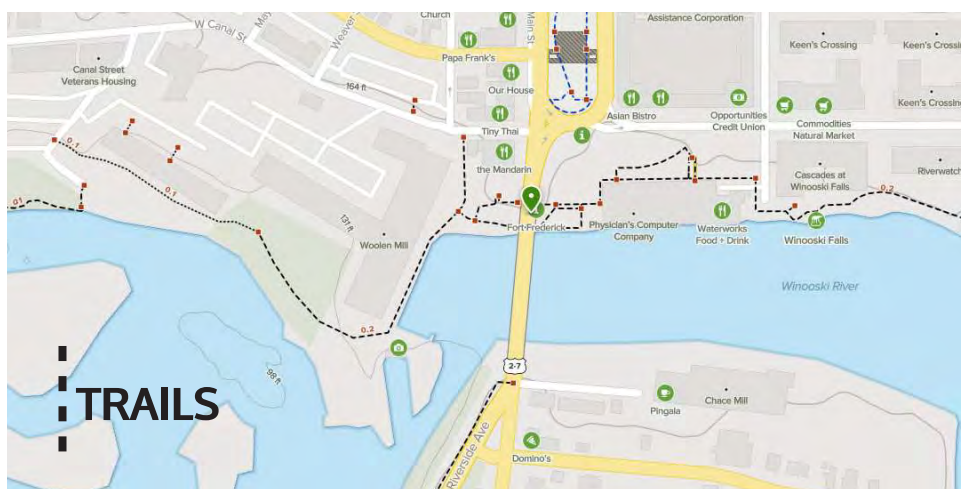 Church
Main St
Assistance Corporation
W Canal St
Weaver
Keen's Crossing
Keen's Crossing
Papa Frank's
Canal Street
Veterans Housing
164 ft
Our House
Keen's Crossing
Asian Bistro
Opportunities
Credit Union
Commodities
Natural Market
Tiny Thai
0.1
the Mandarin
Cascades at
Winooski Falls
Riverwatch
0.1
0.2
131 ft
Woolen Mill
Fort Frederick
Physician's Computer
Company
Waterworks
Food + Drink
Winooski Falls
Winooski River
0.2
2-7
98 ft
TRAILS
Pingala
Chace Mill
Riverside Ave
Domino's